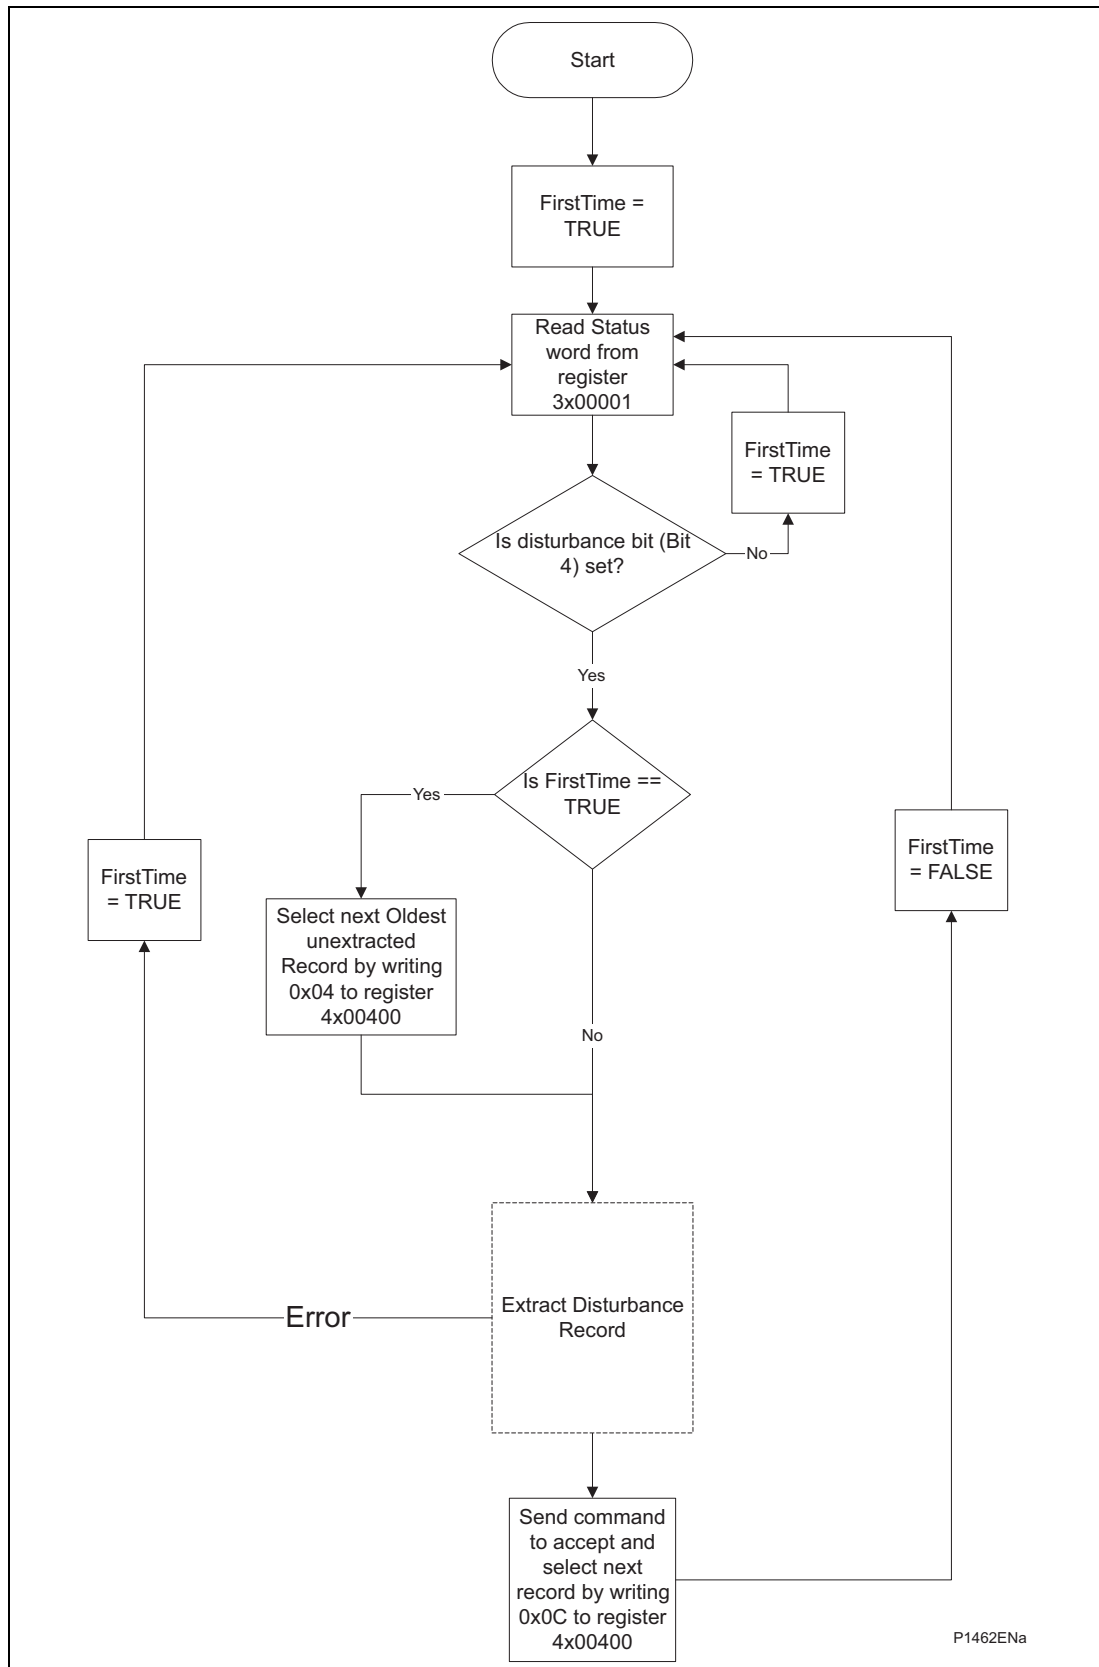 Start
FirstTime =
TRUE
Read Status
word from
register
3x00001
FirstTime
= TRUE
Is disturbance bit (Bit
4) set?
No
Yes
Is FirstTime ==
TRUE
Yes
FirstTime
= TRUE
FirstTime
= FALSE
Select next Oldest
unextracted
Record by writing
0x04 to register
4x00400
No
Extract Disturbance
Record
Error
Send command
to accept and
select next
record by writing
0x0C to register
4x00400
P1462ENa